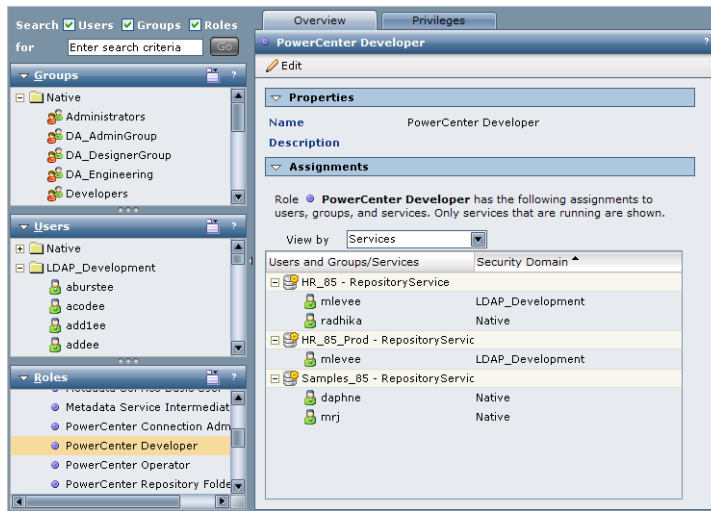 Search Users Groups Roles
for Enter search criteria Go
Groups ?
Native
Administrators
DA_AdminGroup
DA_DesignerGroup
DA_Engineering
Developers
Users ?
Native
LDAP_Development
aburstee
acodee
add1ee
addee
Roles ?
Metadata Service Basic User
Metadata Service Intermediat
PowerCenter Connection Adm
PowerCenter Developer
PowerCenter Operator
PowerCenter Repository Folde
Overview Privileges
PowerCenter Developer ?
Edit
Properties
Name PowerCenter Developer
Description
Assignments
Role PowerCenter Developer has the following assignments to
users, groups, and services. Only services that are running are shown.
View by Services
Users and Groups/Services Security Domain
HR_85 - RepositoryService
mlevee LDAP_Development
radhika Native
HR_85_Prod - RepositoryServic
mlevee LDAP_Development
Samples_85 - RepositoryServic
daphne Native
mrj Native